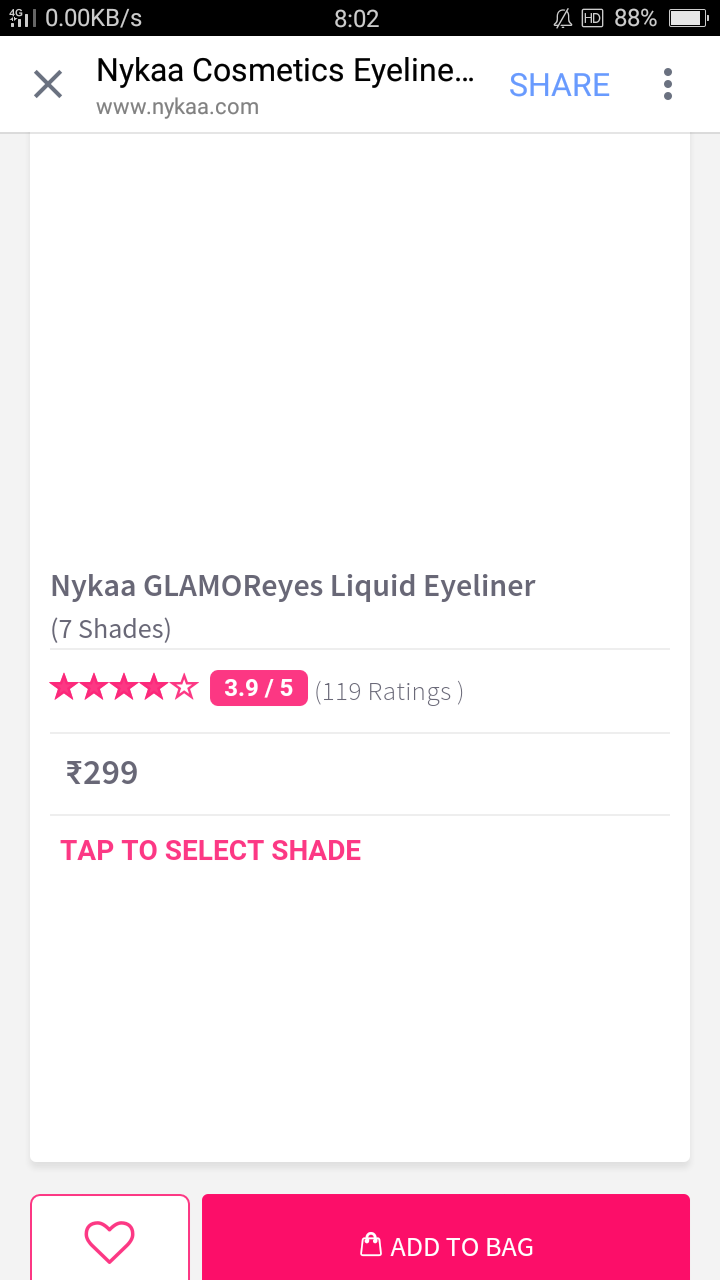 4G 0.00KB/s 8:02 HD 88%
Nykaa Cosmetics Eyeline...
SHARE
www.nykaa.com
Nykaa GLAMOReyes Liquid Eyeliner
(7 Shades)
3.9 / 5 (119 Ratings )
₹299
TAP TO SELECT SHADE
ADD TO BAG